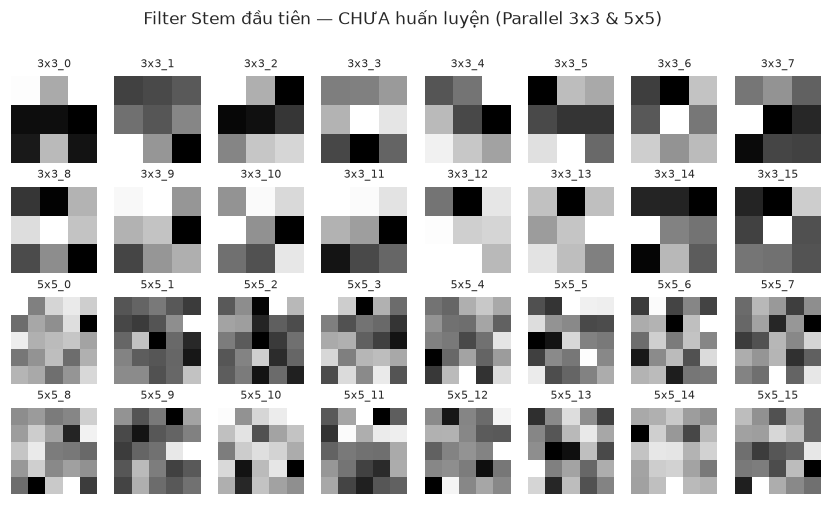 Filter Stem đầu tiên — CHƯA huấn luyện (Parallel 3x3 & 5x5)
3x3_0 3x3_1 3x3_2 3x3_3 3x3_4 3x3_5 3x3_6 3x3_7
3x3_8 3x3_9 3x3_10 3x3_11 3x3_12 3x3_13 3x3_14 3x3_15
5x5_0 5x5_1 5x5_2 5x5_3 5x5_4 5x5_5 5x5_6 5x5_7
5x5_8 5x5_9 5x5_10 5x5_11 5x5_12 5x5_13 5x5_14 5x5_15